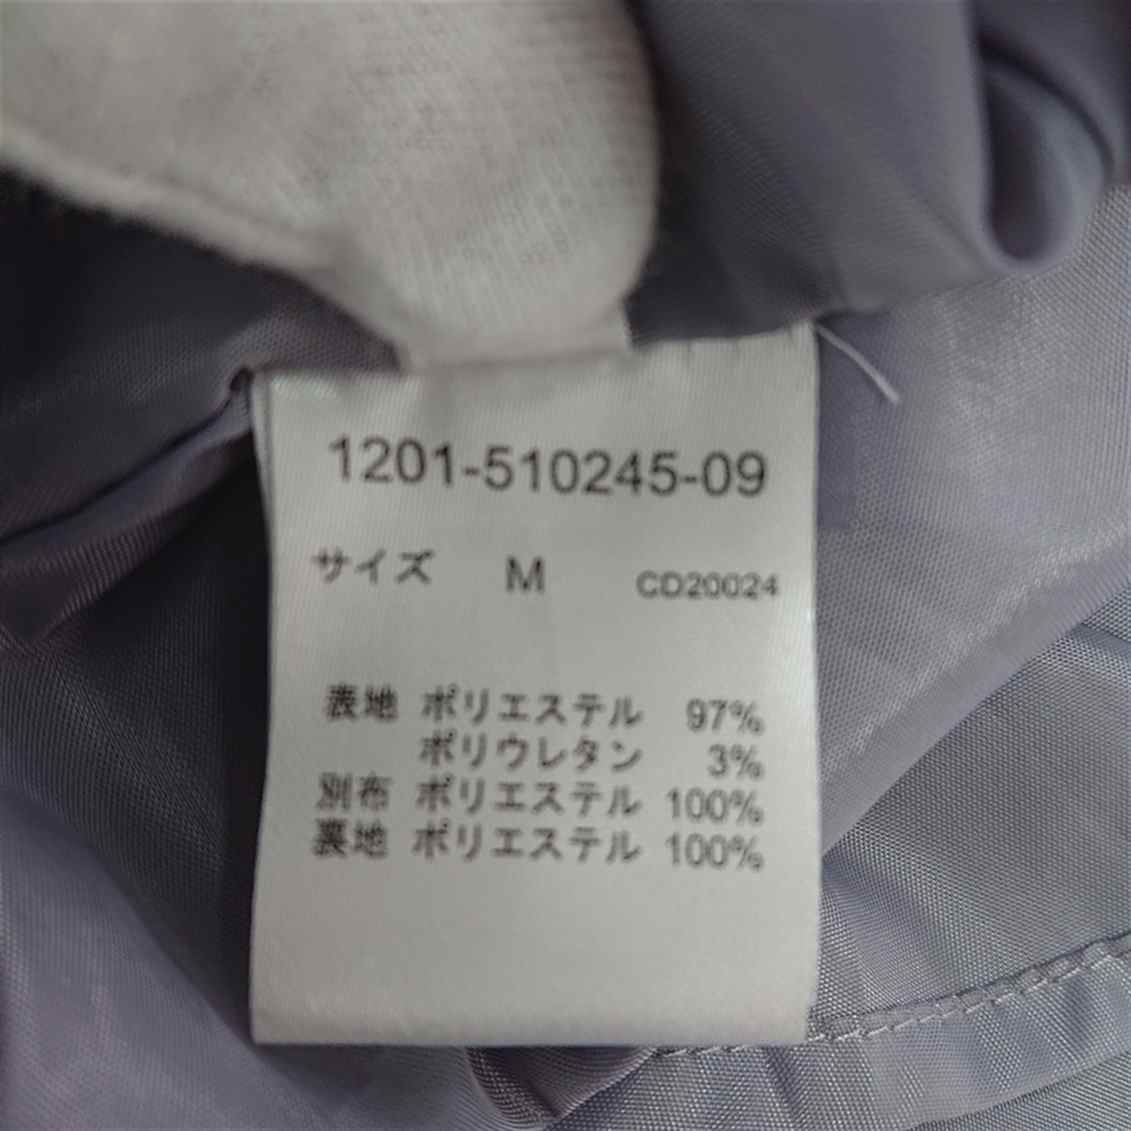 1201-510245-09
サイズ M CD20024
表地 ポリエステル 97%
ポリウレタン 3%
別布 ポリエステル 100%
裏地 ポリエステル 100%